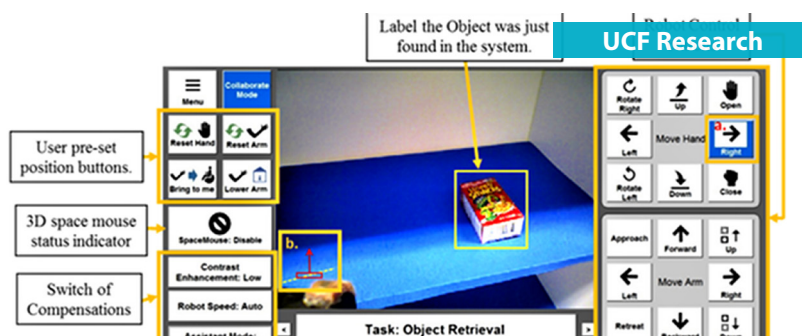 Label the Object was just
found in the system.
UCF Research
Menu
Collaborate
Mode
Rotate
Right
Up
Open
User pre-set
position buttons.
Reset Hand
Reset Arm
a.
Left
Move Hand
Right
Bring to me
Lower Arm
Rotate
Left
Down
Close
3D space mouse
status indicator
SpaceMouse: Disable
b.
Approach
Forward
Up
Switch of
Compensations
Contrast
Enhancement: Low
Left
Move Arm
Right
Robot Speed: Auto
Task: Object Retrieval
Retreat